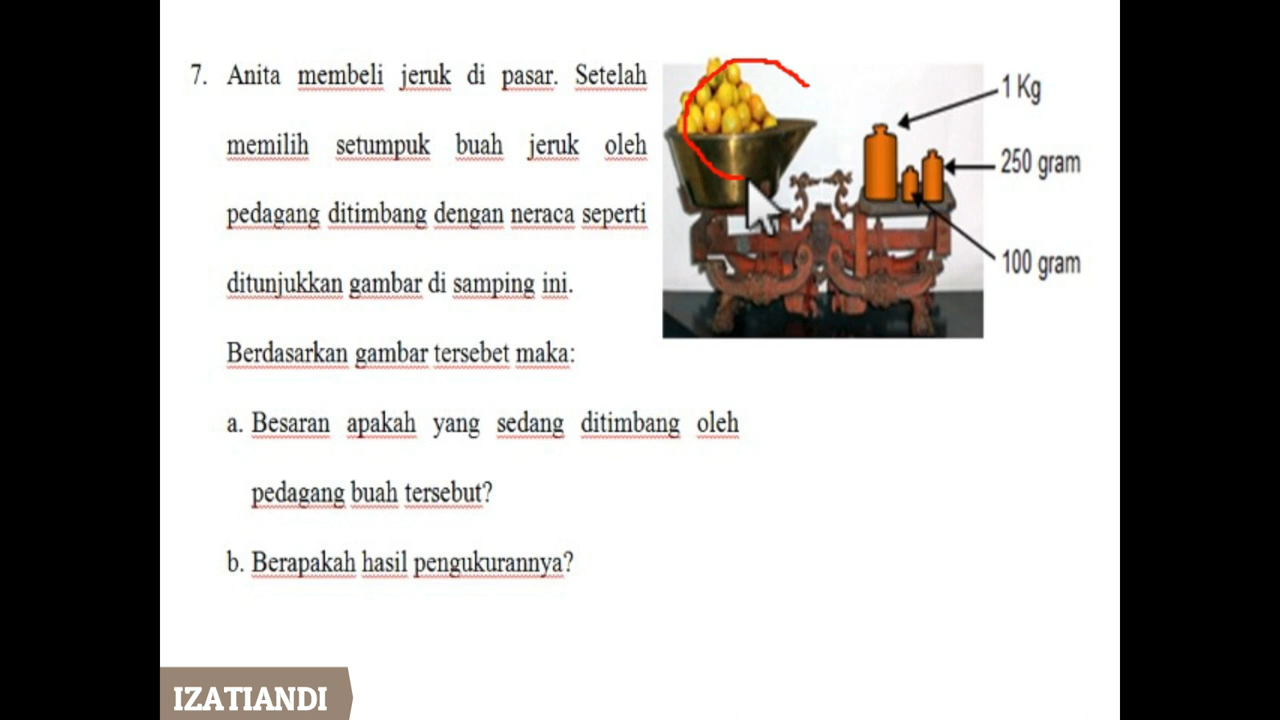 7. Anita membeli jeruk di pasar. Setelah
memilih setumpuk buah jeruk oleh
pedagang ditimbang dengan neraca seperti
ditunjukkan gambar di samping ini.
Berdasarkan gambar tersebet maka:
a. Besaran apakah yang sedang ditimbang oleh
pedagang buah tersebut?
b. Berapakah hasil pengukurannya?
1 Kg
250 gram
100 gram
IZATIANDI